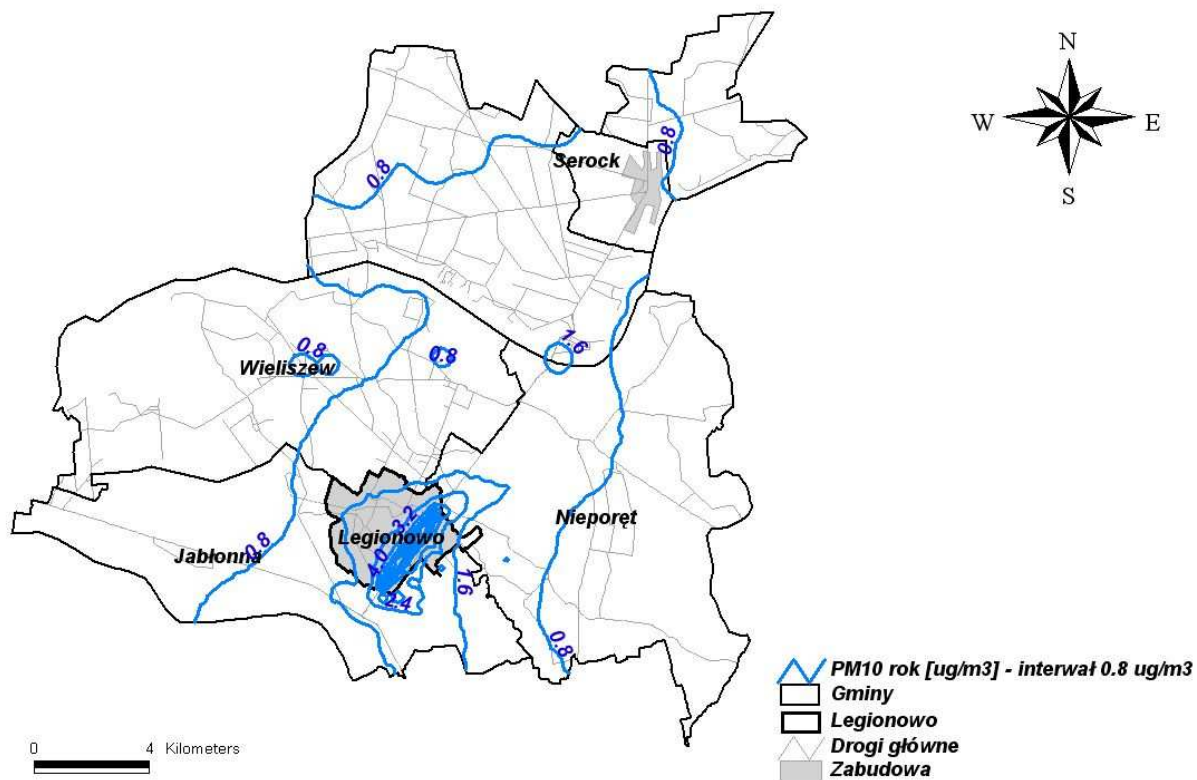 N
W E
S
0.8
Serock
0.8
1.6
0.8
0.8
Wieliszew
3.2
Nieporęt
Legionowo
Jabłonna
0.8
4.0
1.6
2.4
0.8
PM10 rok [ug/m3] - interwał 0.8 ug/m3
Gminy
Legionowo
Drogi główne
Zabudowa
0 4 Kilometers